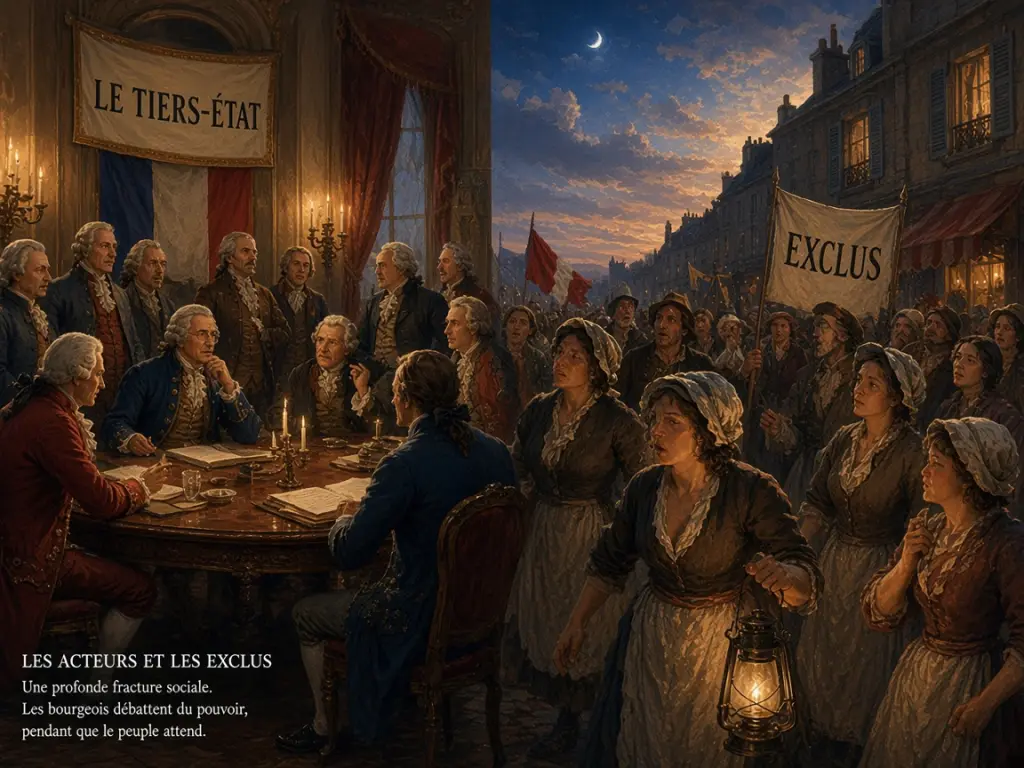 LE TIERS-ÉTAT
EXCLUS
LES ACTEURS ET LES EXCLUS
Une profonde fracture sociale.
Les bourgeois débattent du pouvoir,
pendant que le peuple attend.